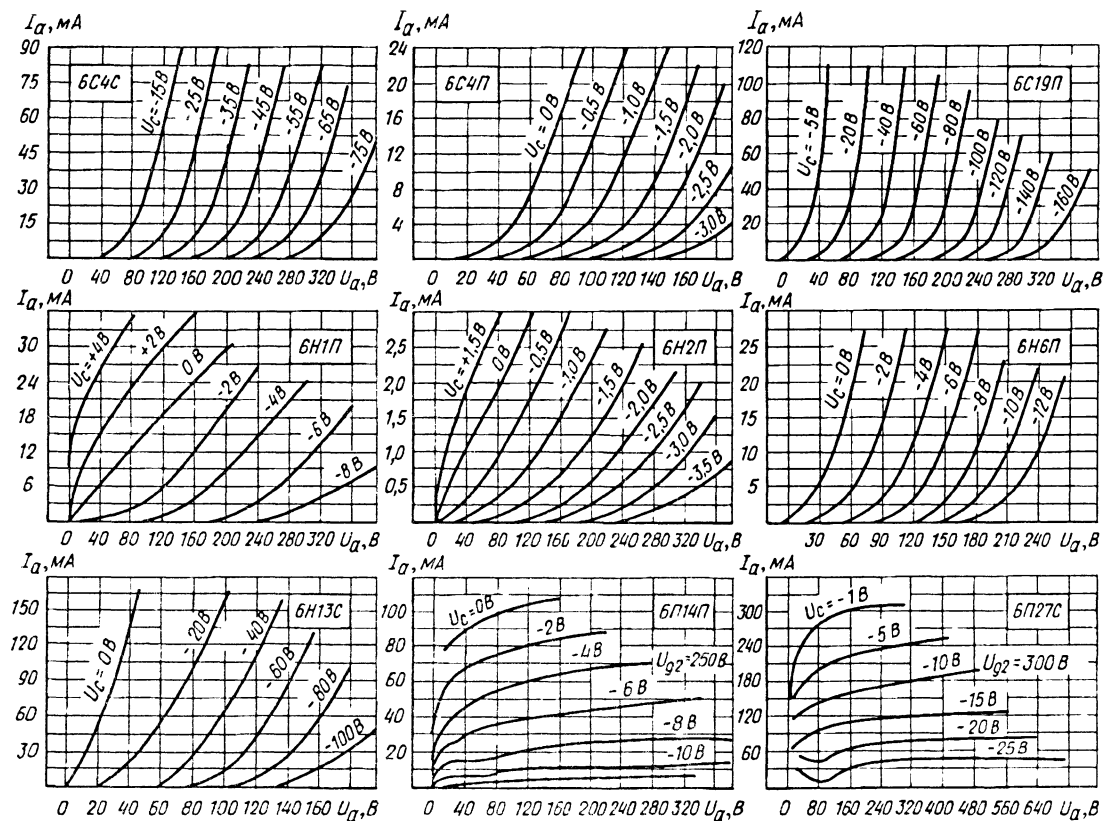 Iа, мА
90
75
60
45
30
15
0 40 80 120 160 200 240 280 320 Uа, В
6С4С
Uс=-15В
-25В
-35В
-45В
-55В
-65В
-75В
Iа, мА
24
20
16
12
8
4
0 20 40 60 80 100 120 140 160 Uа, В
6С4П
Uс=0В
-0,5В
-1,0В
-1,5В
-2,0В
-2,5В
-3,0В
Iа, мА
120
100
80
60
40
20
0 40 80 120 160 200 240 280 320 Uа, В
6С19П
Uс=-5В
-20В
-40В
-60В
-80В
-100В
-120В
-140В
-160В
Iа, мА
30
24
18
12
6
0 40 80 120 160 200 240 280 320 Uа, В
6Н1П
Uс=+4В
+2В
0В
-2В
-4В
-6В
-8В
Iа, мА
2,5
2,0
1,5
1,0
0,5
0 40 80 120 160 200 240 280 320 Uа, В
6Н2П
Uс=+1,5В
0В
-0,5В
-1,0В
-1,5В
-2,0В
-2,5В
-3,0В
-3,5В
Iа, мА
25
20
15
10
5
30 60 90 120 150 180 210 240 Uа, В
6Н6П
Uс=0В
-2В
-4В
-6В
-8В
-10В
-12В
Iа, мА
150
120
90
60
30
0 40 80 120 160 200 240 280 320 Uа, В
6Н13С
Uс=0В
-20В
-40В
-60В
-80В
-100В
Iа, мА
100
80
60
40
20
0 40 80 120 160 200 240 280 320 Uа, В
6П14П
Uс=0В
-2В
-4В
Ug2=250В
-6В
-8В
-10В
Iа, мА
300
240
180
120
60
0 80 160 240 320 400 480 560 640 Uа, В
6П27С
Uс=-1В
-5В
-10В
Ug2=300В
-15В
-20В
-25В